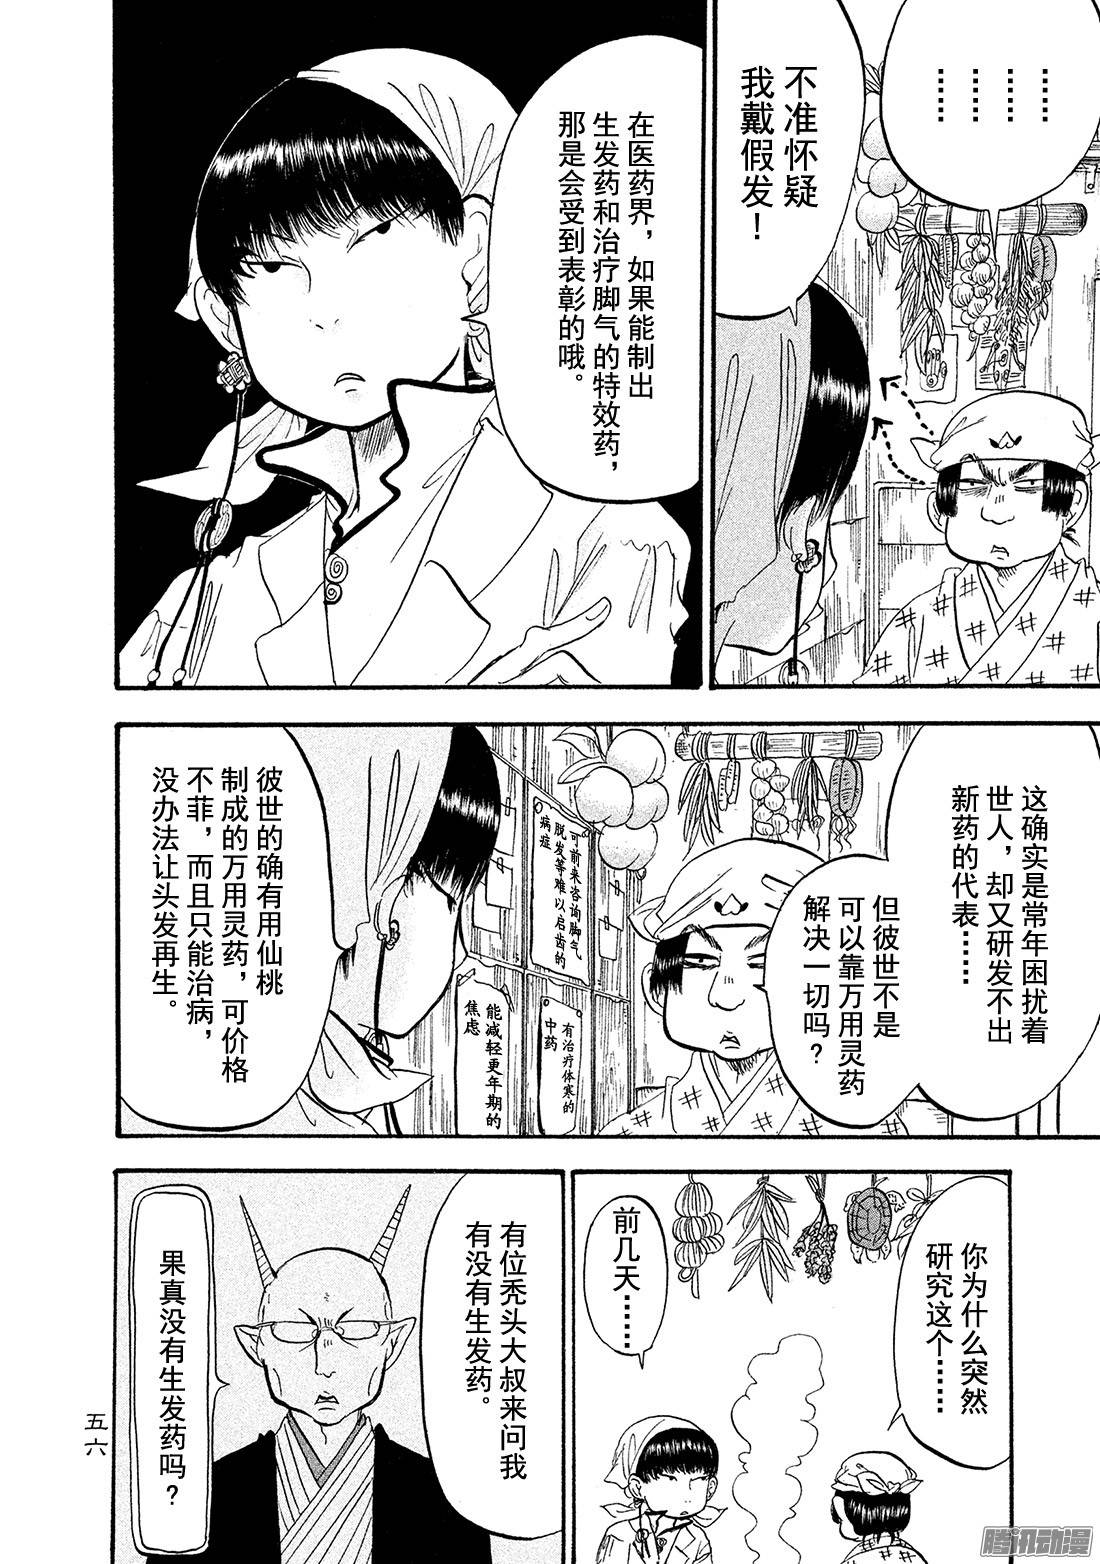 …………
不准怀疑
我戴假发！
在医药界，如果能制出
生发药和治疗脚气的特效药，
那是会受到表彰的哦。
这确实是常年困扰着
世人，却又研发不出
新药的代表……
但彼世不是
可以靠万用灵药
解决一切吗？
可前来咨询脚气
脱发等难以启齿的
病症
有治疗体寒的
中药
能减轻更年期的
焦虑
彼世的确有用仙桃
制成的万用灵药，可价格
不菲，而且只能治病，
没办法让头发再生。
你为什么突然
研究这个……
前几天……
有位秃头大叔来问我
有没有生发药。
果真没有生发药吗？
五六
腾讯动漫